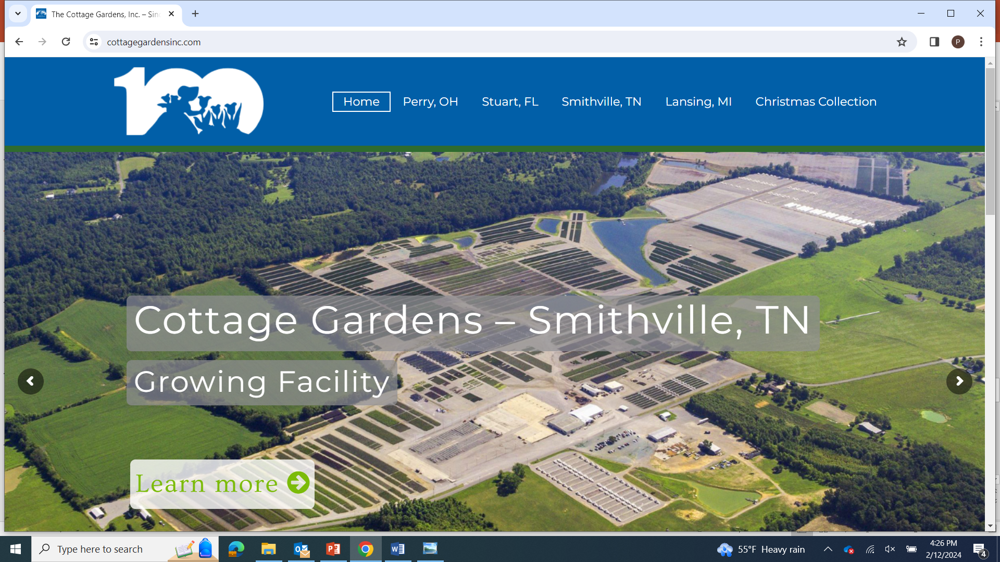 The Cottage Gardens, Inc. – Sinc
cottagegardensinc.com
P
100
Home
Perry, OH
Stuart, FL
Smithville, TN
Lansing, MI
Christmas Collection
Cottage Gardens – Smithville, TN
Growing Facility
Learn more
Type here to search
55°F Heavy rain
4:26 PM
2/12/2024
4